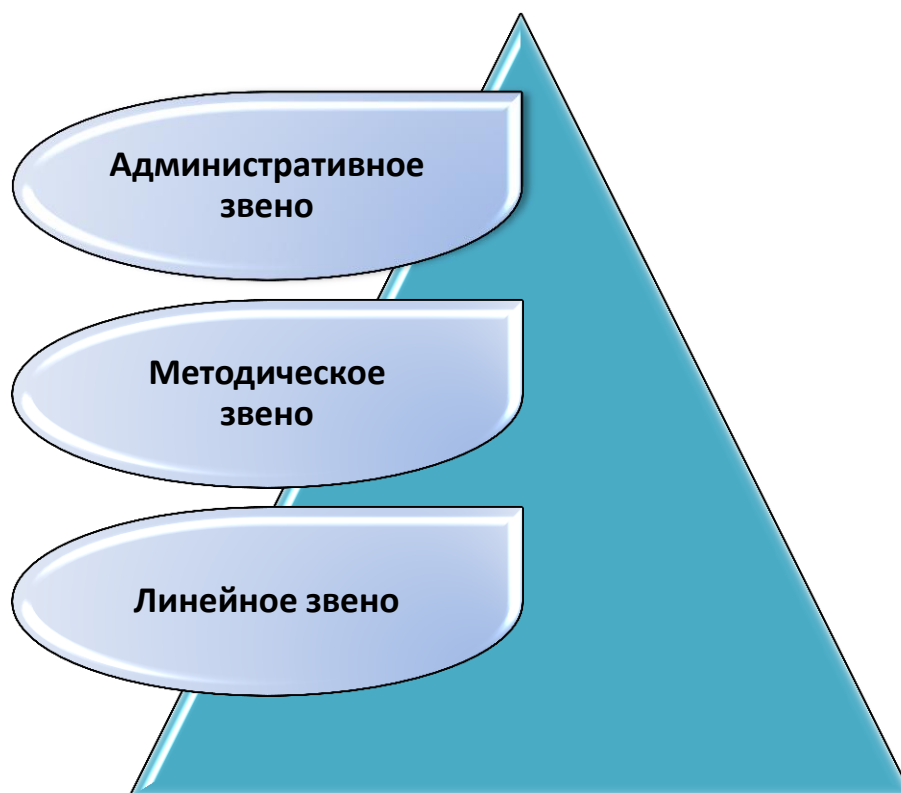 Административное
звено
Методическое
звено
Линейное звено